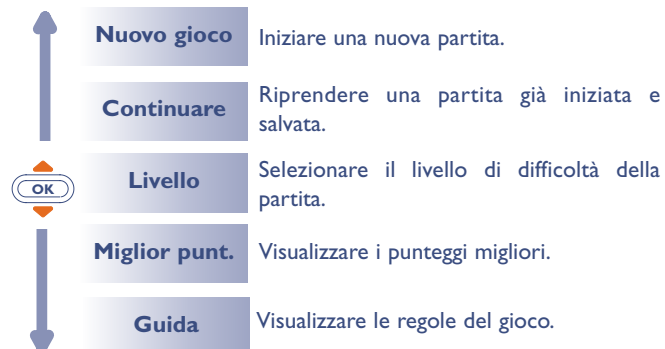 Nuovo gioco Iniziare una nuova partita.
Continuare Riprendere una partita già iniziata e
salvata.
OK Livello Selezionare il livello di difficoltà della
partita.
Miglior punt. Visualizzare i punteggi migliori.
Guida Visualizzare le regole del gioco.